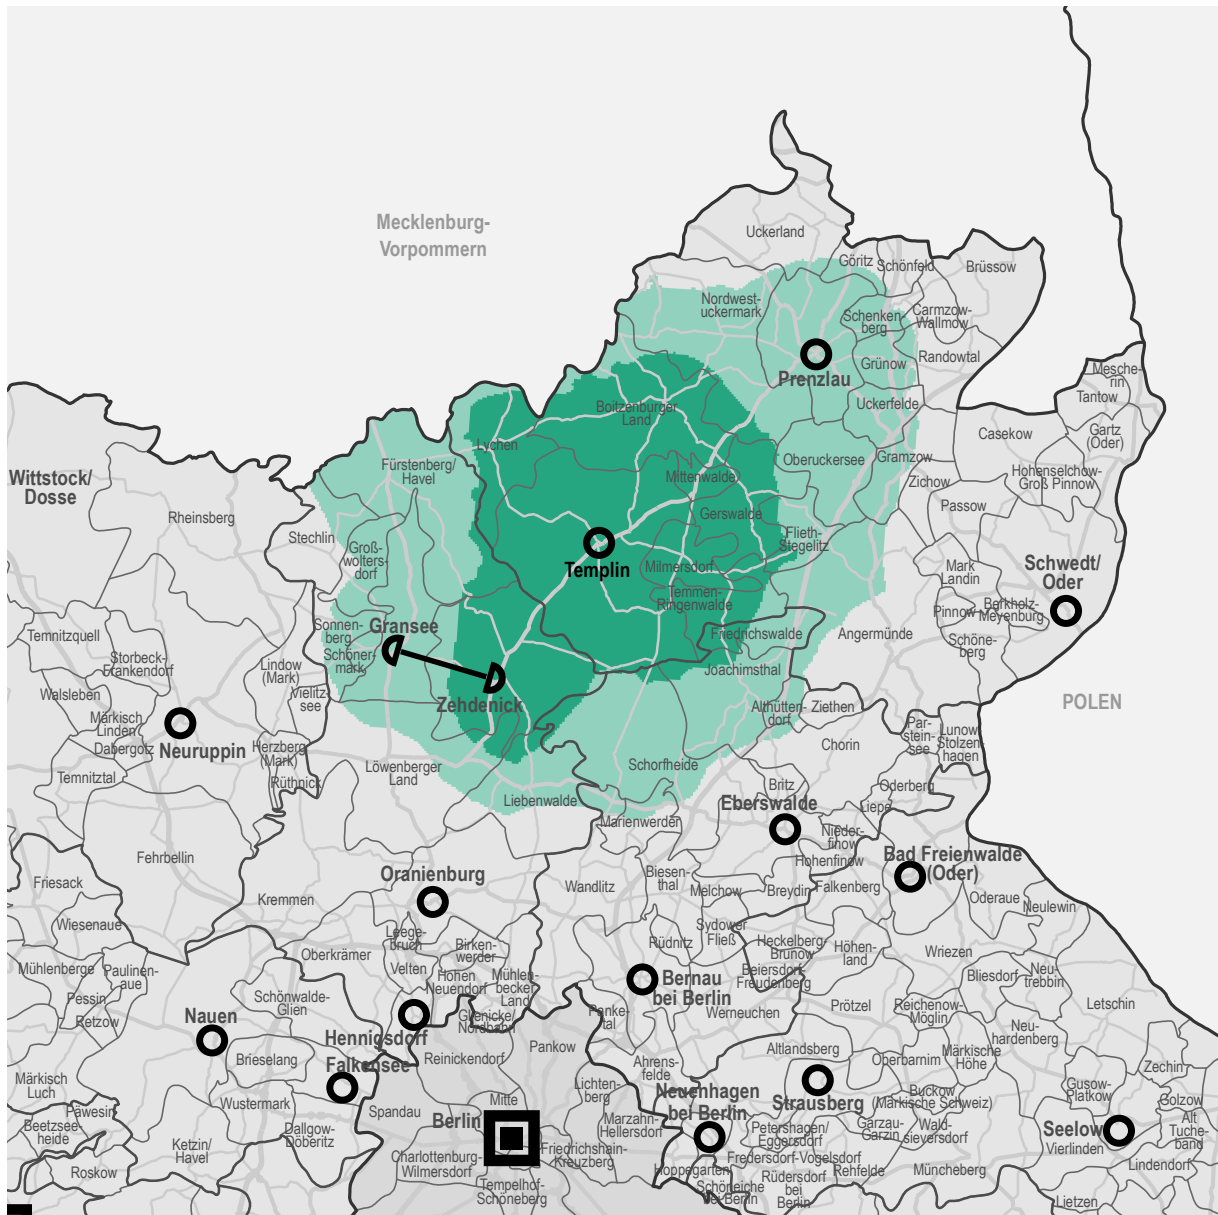 Mecklenburg-
Vorpommern
Uckerland
Göritz
Schönfeld
Brüssow
Nordwest-
uckermark
Schenken-
berg
Carmzow-
Wallmow
Prenzlau
Grünow
Randowtal
Mesche-
rin
Tantow
Boitzenburger
Land
Uckerfelde
Casekow
Gartz
(Oder)
Lychen
Fürstenberg/
Havel
Mittenwalde
Oberuckersee
Gramzow
Zichow
Hohenselchow-
Groß Pinnow
Wittstock/
Dosse
Rheinsberg
Stechlin
Gerswalde
Flieth-
Stegelitz
Passow
Groß-
wolters-
dorf
Templin
Milmersdorf
Mark
Landin
Schwedt/
Oder
Temmen-
Ringenwalde
Pinnow
Berkholz-
Meyenburg
Temnitzquell
Sonnen-
berg
Gransee
Schöner-
mark
Friedrichswalde
Angermünde
Schöne-
berg
Storbeck-
Frankendorf
Lindow
(Mark)
Joachimsthal
Walsleben
Vielitz-
see
Zehdenick
Althütten-
dorf
Ziethen
POLEN
Märkisch
Linden
Dabergotz
Neuruppin
Herzberg
(Mark)
Chorin
Par-
stein-
see
Lunow-
Stolzen-
hagen
Temnitztal
Rüthnick
Löwenberger
Land
Schorfheide
Britz
Oderberg
Liebenwalde
Eberswalde
Liepe
Marienwerder
Nieder-
finow
Hohenfinow
Fehrbellin
Bad Freienwalde
(Oder)
Friesack
Oranienburg
Kremmen
Wandlitz
Biesen-
thal
Melchow
Breydin
Falkenberg
Oderaue
Neulewin
Wiesenaue
Leege-
bruch
Birken-
werder
Sydower
Fließ
Rüdnitz
Heckelberg-
Brunow
Höhen-
land
Wriezen
Oberkrämer
Mühlenberge
Paulinen-
aue
Velten
Hohen
Neuendorf
Mühlen-
becker
Land
Bernau
bei Berlin
Beiersdorf-
Freudenberg
Bliesdorf
Neu-
trebbin
Letschin
Pessin
Retzow
Nauen
Schönwalde-
Glien
Glienicke/
Nordbahn
Panke-
tal
Werneuchen
Prötzel
Reichenow-
Möglin
Hennigsdorf
Pankow
Neu-
hardenberg
Brieselang
Falkensee
Reinickendorf
Ahrens-
felde
Altlandsberg
Oberbarnim
Märkische
Höhe
Zechin
Märkisch
Luch
Wustermark
Spandau
Mitte
Lichten-
berg
Neuenhagen
bei Berlin
Strausberg
Buckow
(Märkische Schweiz)
Gusow-
Platkow
Golzow
Päwesin
Beetzsee-
heide
Dallgow-
Döberitz
Berlin
Marzahn-
Hellersdorf
Petershagen/
Eggersdorf
Garzau-
Garzin
Wald-
sieversdorf
Seelow
Vierlinden
Alt
Tuche-
band
Ketzin/
Havel
Roskow
Charlottenburg-
Wilmersdorf
Friedrichshain-
Kreuzberg
Hoppegarten
Fredersdorf-Vogelsdorf
Rehfelde
Müncheberg
Lindendorf
Tempelhof-
Schöneberg
Schöneiche
bei Berlin
Rüdersdorf
bei
Berlin
Lietzen